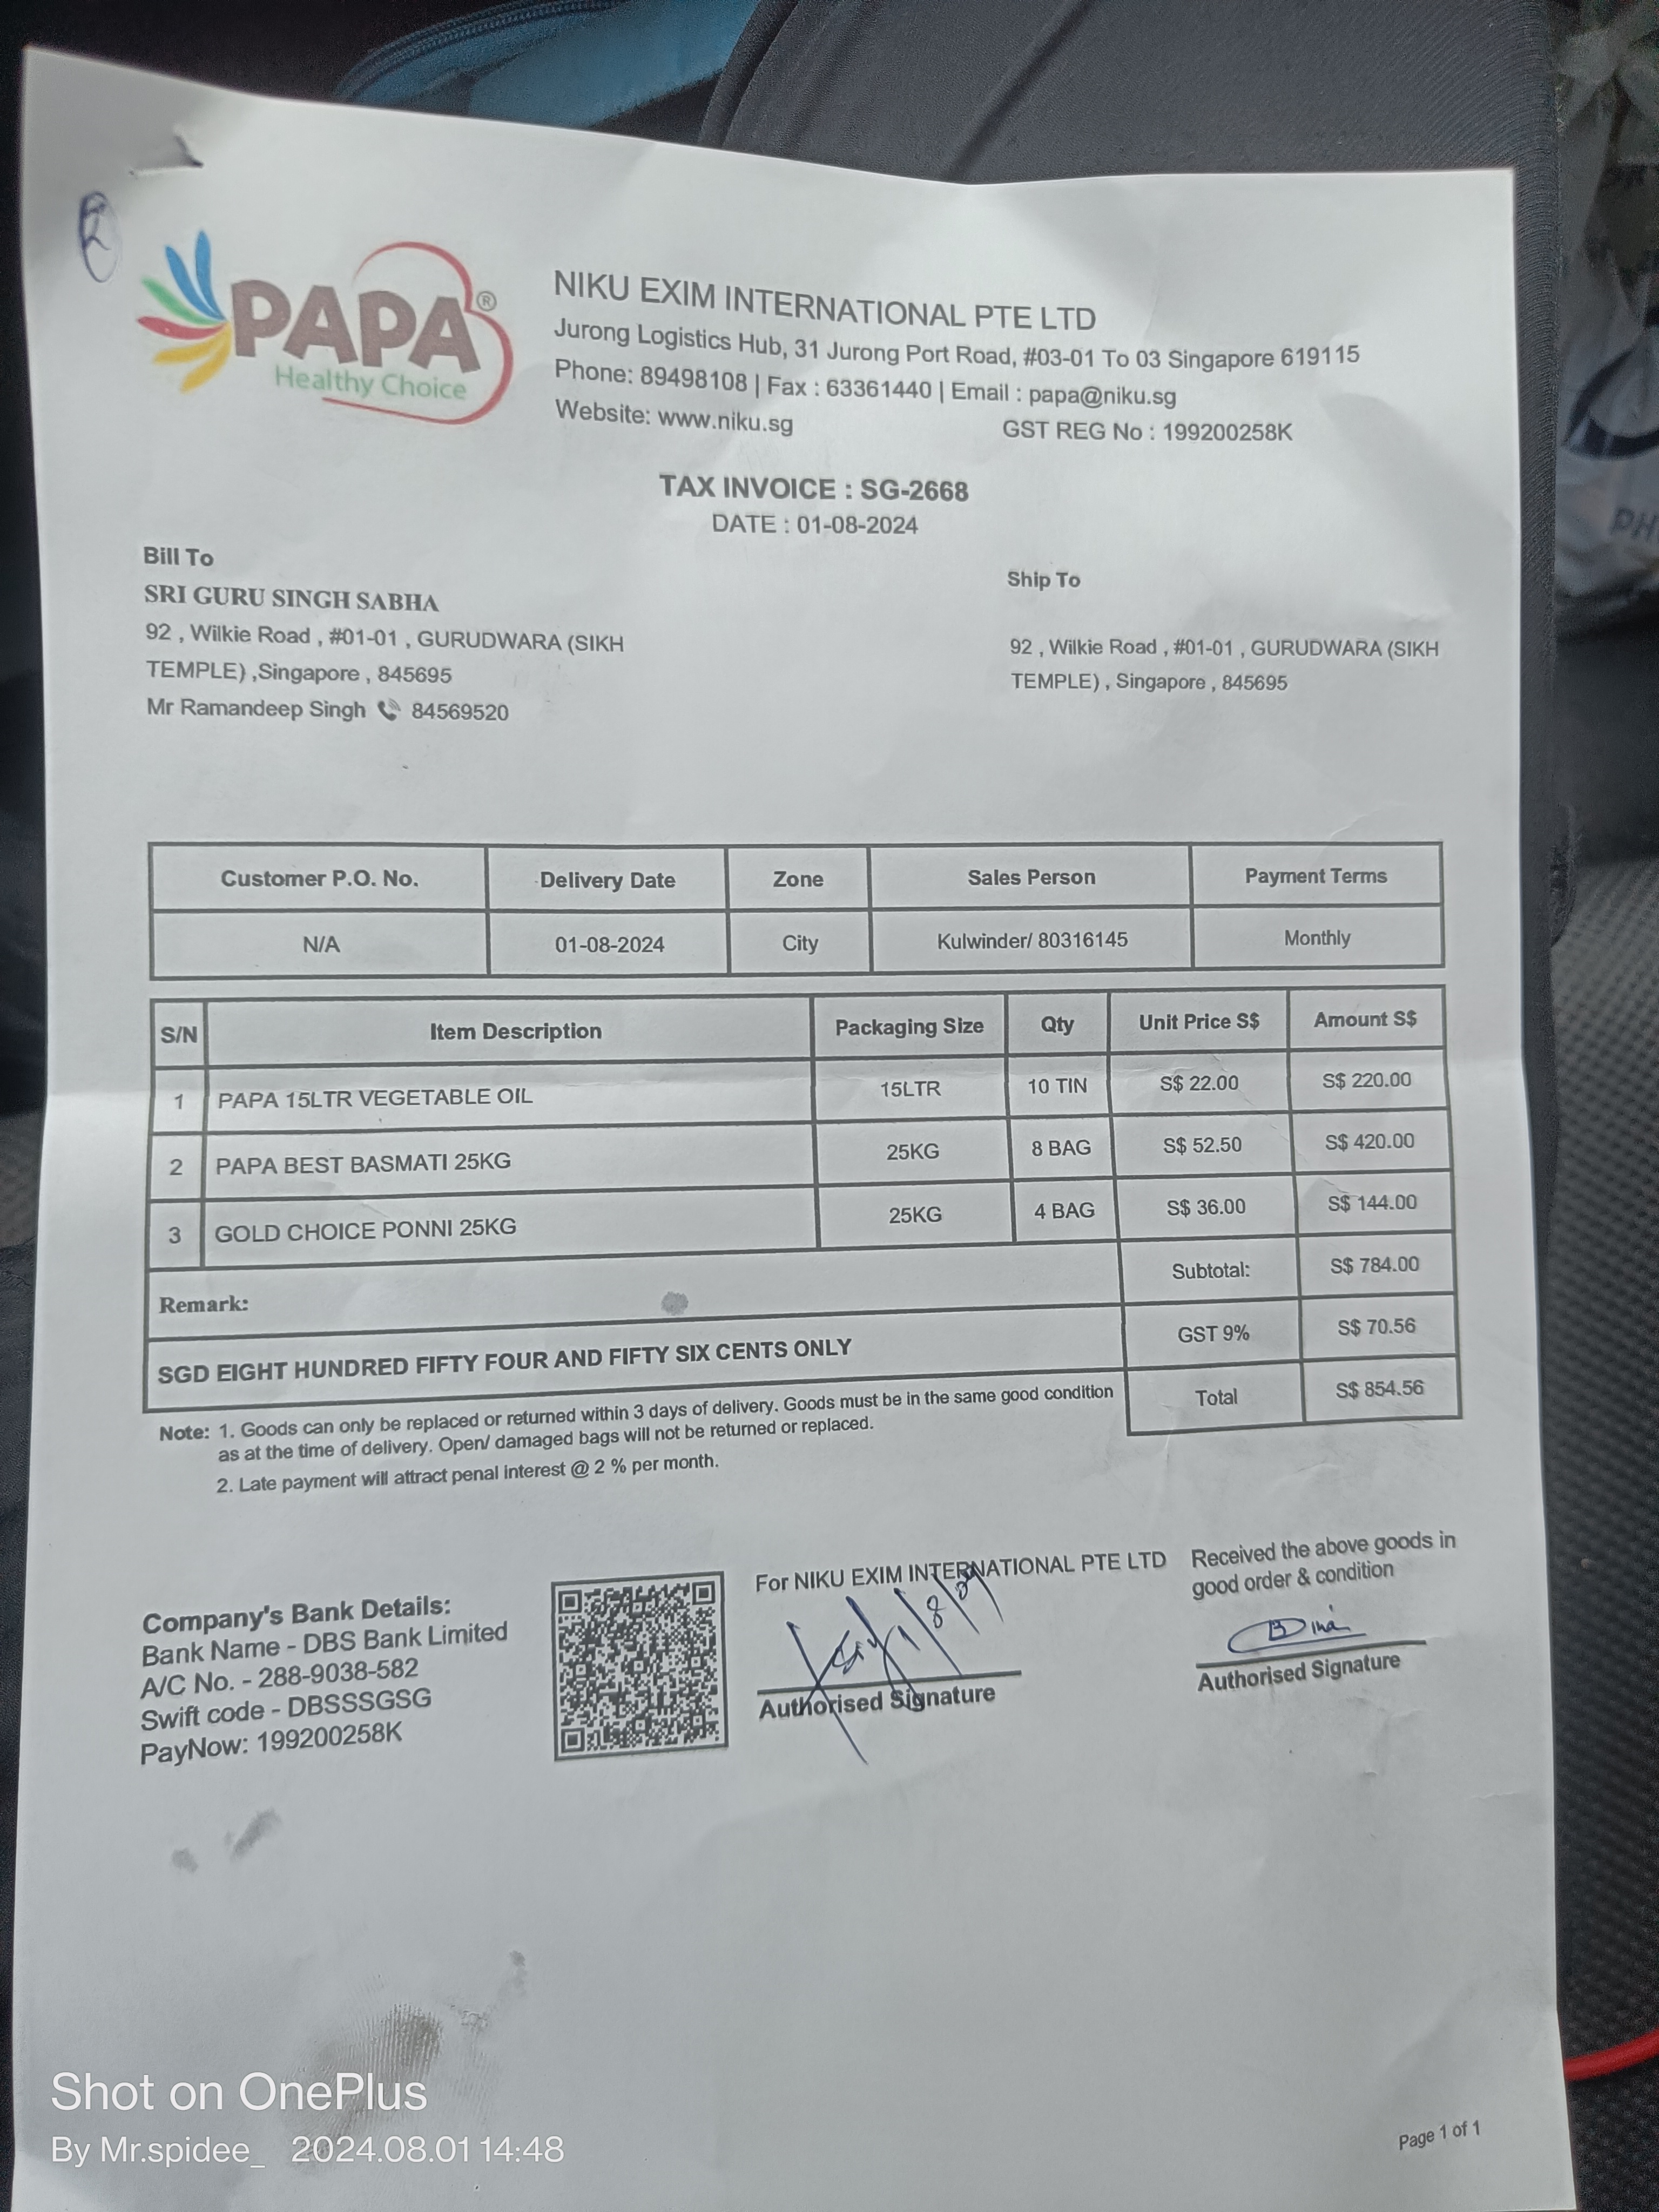 PAPA®
Healthy Choice
NIKU EXIM INTERNATIONAL PTE LTD
Jurong Logistics Hub, 31 Jurong Port Road, #03-01 To 03 Singapore 619115
Phone: 89498108 | Fax : 63361440 | Email : papa@niku.sg
Website: www.niku.sg GST REG No : 199200258K
TAX INVOICE : SG-2668
DATE : 01-08-2024
Bill To
SRI GURU SINGH SABHA
92 , Wilkie Road , #01-01 , GURUDWARA (SIKH
TEMPLE) ,Singapore , 845695
Mr Ramandeep Singh 84569520
Ship To
92 , Wilkie Road , #01-01 , GURUDWARA (SIKH
TEMPLE) , Singapore , 845695
Customer P.O. No. Delivery Date Zone Sales Person Payment Terms
N/A 01-08-2024 City Kulwinder/ 80316145 Monthly
S/N Item Description Packaging Size Qty Unit Price S$ Amount S$
1 PAPA 15LTR VEGETABLE OIL 15LTR 10 TIN S$ 22.00 S$ 220.00
2 PAPA BEST BASMATI 25KG 25KG 8 BAG S$ 52.50 S$ 420.00
3 GOLD CHOICE PONNI 25KG 25KG 4 BAG S$ 36.00 S$ 144.00
Remark: Subtotal: S$ 784.00
SGD EIGHT HUNDRED FIFTY FOUR AND FIFTY SIX CENTS ONLY GST 9% S$ 70.56
Total S$ 854.56
Note: 1. Goods can only be replaced or returned within 3 days of delivery. Goods must be in the same good condition
as at the time of delivery. Open/ damaged bags will not be returned or replaced.
2. Late payment will attract penal interest @ 2 % per month.
Company's Bank Details:
Bank Name - DBS Bank Limited
A/C No. - 288-9038-582
Swift code - DBSSSGSG
PayNow: 199200258K
For NIKU EXIM INTERNATIONAL PTE LTD
Authorised Signature
Received the above goods in
good order & condition
Authorised Signature
Shot on OnePlus
By Mr.spidee_ 2024.08.01 14:48
Page 1 of 1
PH